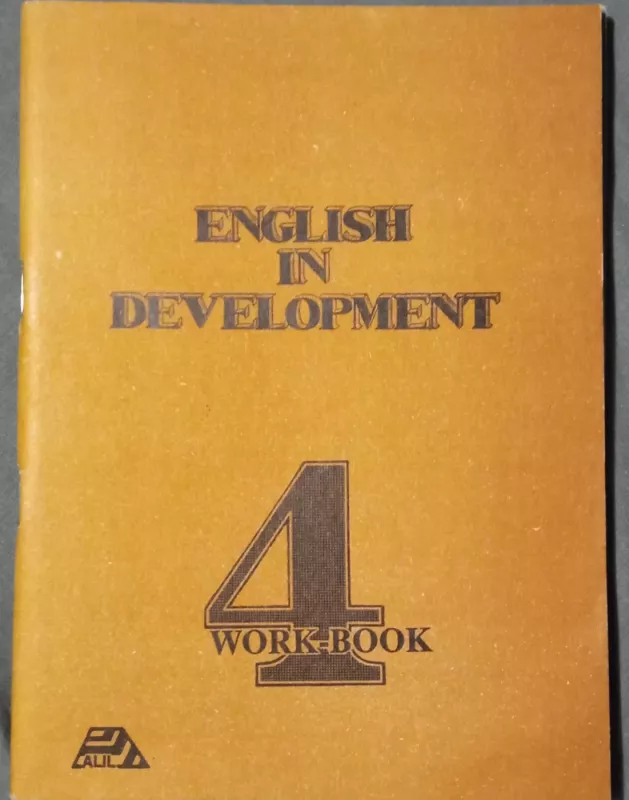 ENGLISH
IN
DEVELOPMENT
4
WORK-BOOK
ALIL